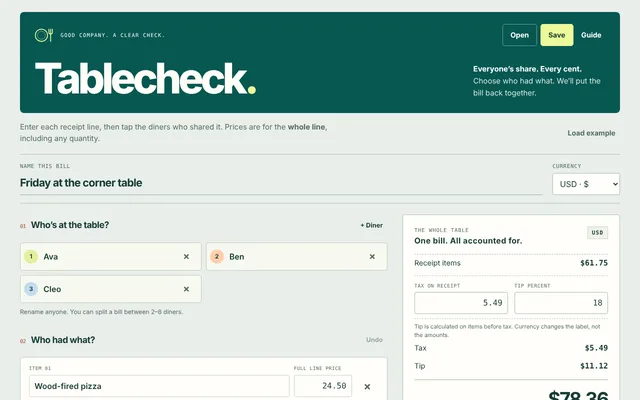 GOOD COMPANY. A CLEAR CHECK.
Open
Save
Guide
Tablecheck.
Everyone's share. Every cent.
Choose who had what. We'll put the
bill back together.
Enter each receipt line, then tap the diners who shared it. Prices are for the whole line,
including any quantity.
Load example
NAME THIS BILL
Friday at the corner table
CURRENCY
USD · $
01 Who's at the table?
+ Diner
1 Ava ×
2 Ben ×
3 Cleo ×
Rename anyone. You can split a bill between 2–8 diners.
02 Who had what?
Undo
ITEM 01
FULL LINE PRICE
Wood-fired pizza
24.50 ×
THE WHOLE TABLE
One bill. All accounted for.
USD
Receipt items $61.75
TAX ON RECEIPT
5.49
TIP PERCENT
18
Tip is calculated on items before tax. Currency changes the label, not
the amounts.
Tax $5.49
Tip $11.12
$78.36